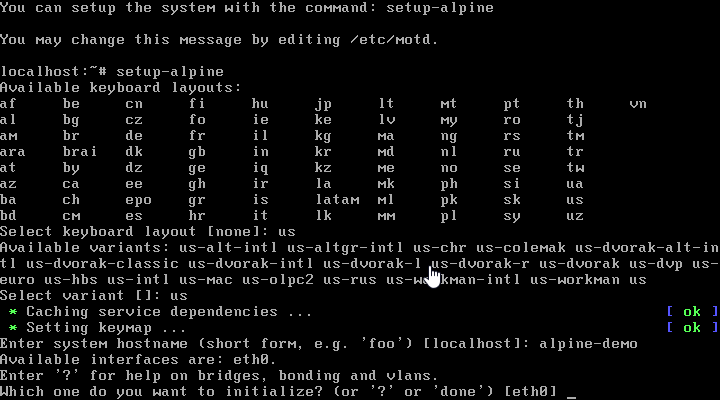 You can setup the system with the command: setup-alpine
You may change this message by editing /etc/motd.
localhost:~# setup-alpine
Available keyboard layouts:
af be cn fi hu jp lt mt pt th vn
al bg cz fo ie ke lv my ro tj
am br de fr il kg ma ng rs tm
ara brai dk gb in kr md nl ru tr
at by dz ge iq kz me no se tw
az ca ee gh ir la mk ph si ua
ba ch epo gr is latam ml pk sk us
bd cm es hr it lk mm pl sy uz
Select keyboard layout [none]: us
Available variants: us-alt-intl us-altgr-intl us-chr us-colemak us-dvorak-alt-in
tl us-dvorak-classic us-dvorak-intl us-dvorak-l us-dvorak-r us-dvorak us-dvp us-
euro us-hbs us-intl us-mac us-olpc2 us-rus us-workman-intl us-workman us
Select variant []: us
* Caching service dependencies ... [ ok ]
* Setting keymap ... [ ok ]
Enter system hostname (short form, e.g. 'foo') [localhost]: alpine-demo
Available interfaces are: eth0.
Enter '?' for help on bridges, bonding and vlans.
Which one do you want to initialize? (or '?' or 'done') [eth0] _